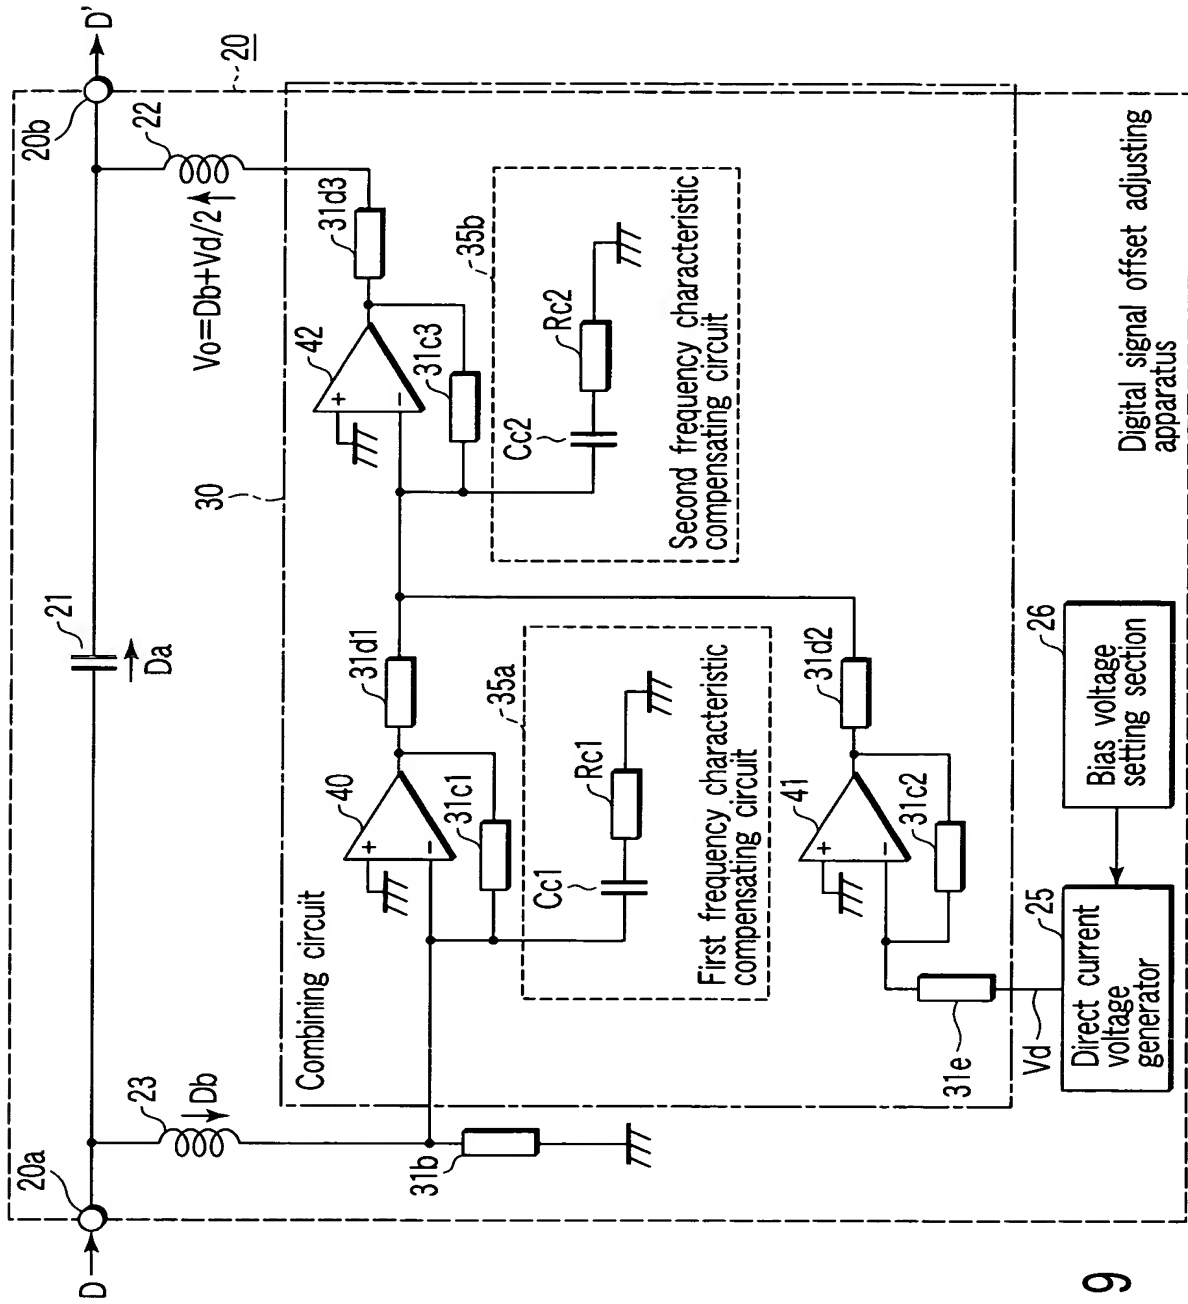 D
20a
20b
D'
20
21
Da
22
Vo=Db+Vd/2
23
Db
31b
30
Combining circuit
40
+
-
31c1
31d1
35a
Cc1
Rc1
First frequency characteristic
compensating circuit
42
+
-
31c3
31d3
35b
Cc2
Rc2
Second frequency characteristic
compensating circuit
41
+
-
31c2
31d2
31e
Vd
25
Direct current
voltage
generator
26
Bias voltage
setting section
Digital signal offset adjusting
apparatus
9